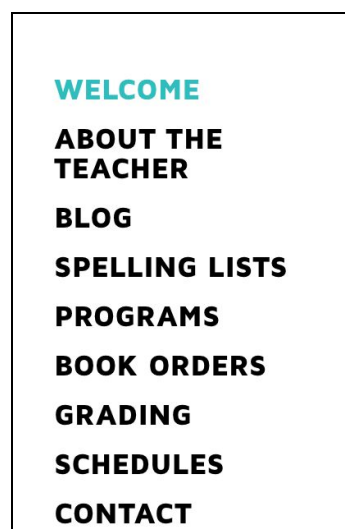 WELCOME
ABOUT THE
TEACHER
BLOG
SPELLING LISTS
PROGRAMS
BOOK ORDERS
GRADING
SCHEDULES
CONTACT